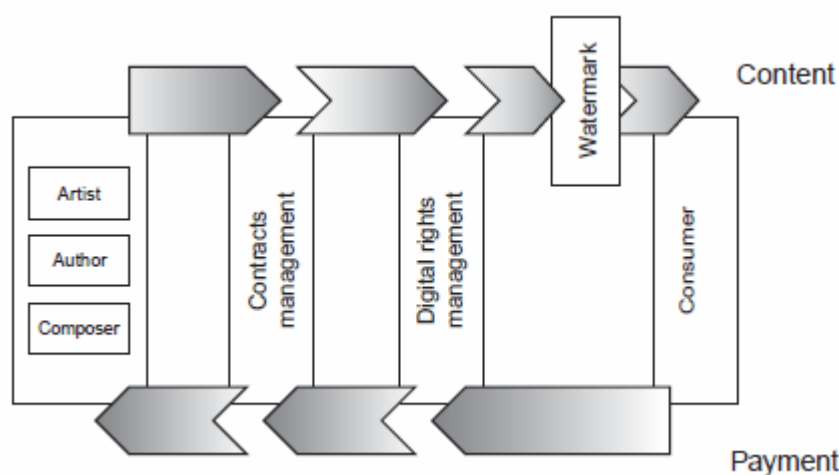 Content
Watermark
Artist
Author
Composer
Contracts
management
Digital rights
management
Consumer
Payment